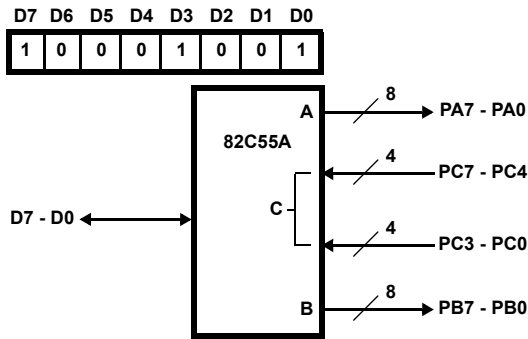 D7 D6 D5 D4 D3 D2 D1 D0
1 0 0 0 1 0 0 1
8
A
PA7 - PA0
82C55A
4
PC7 - PC4
C
D7 - D0
4
PC3 - PC0
8
B
PB7 - PB0